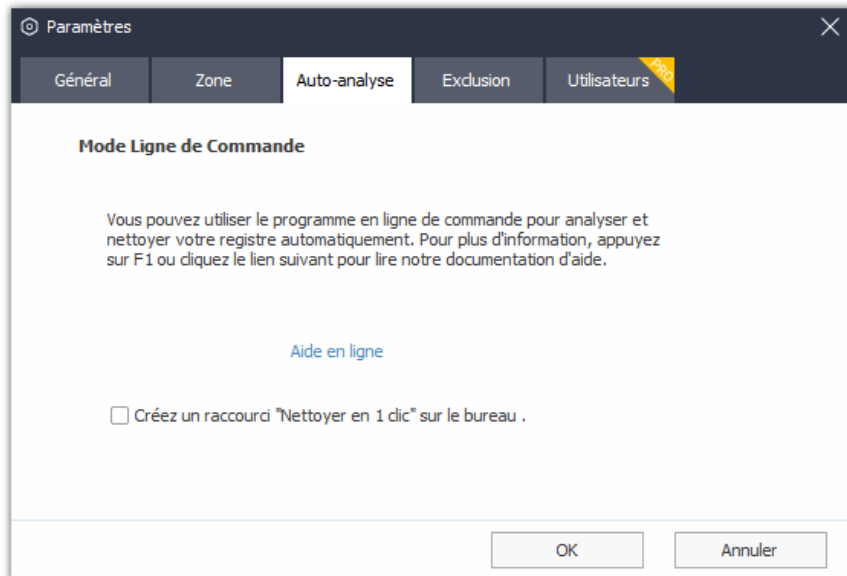 Paramètres
Général Zone Auto-analyse Exclusion Utilisateurs PRO
Mode Ligne de Commande
Vous pouvez utiliser le programme en ligne de commande pour analyser et
nettoyer votre registre automatiquement. Pour plus d'information, appuyez
sur F1 ou cliquez le lien suivant pour lire notre documentation d'aide.
Aide en ligne
Créez un raccourci "Nettoyer en 1 clic" sur le bureau .
OK Annuler